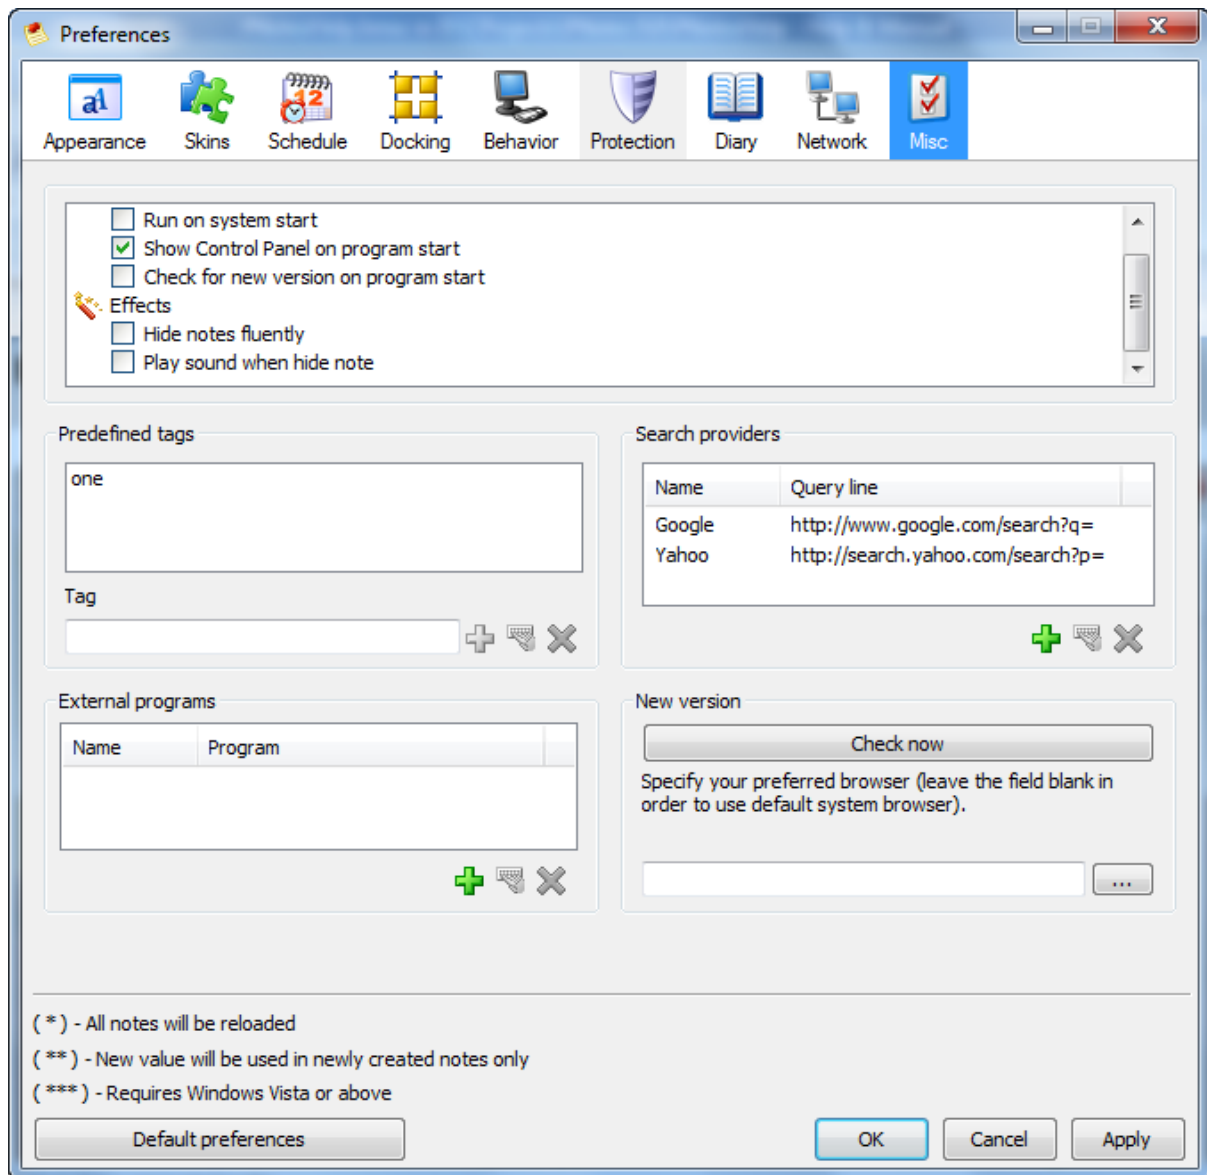 Preferences
Appearance Skins Schedule Docking Behavior Protection Diary Network Misc
Run on system start
Show Control Panel on program start
Check for new version on program start
Effects
Hide notes fluently
Play sound when hide note
Predefined tags
one
Tag
Search providers
Name Query line
Google http://www.google.com/search?q=
Yahoo http://search.yahoo.com/search?p=
External programs
Name Program
New version
Check now
Specify your preferred browser (leave the field blank in
order to use default system browser).
...
( * ) - All notes will be reloaded
( ** ) - New value will be used in newly created notes only
( *** ) - Requires Windows Vista or above
Default preferences OK Cancel Apply